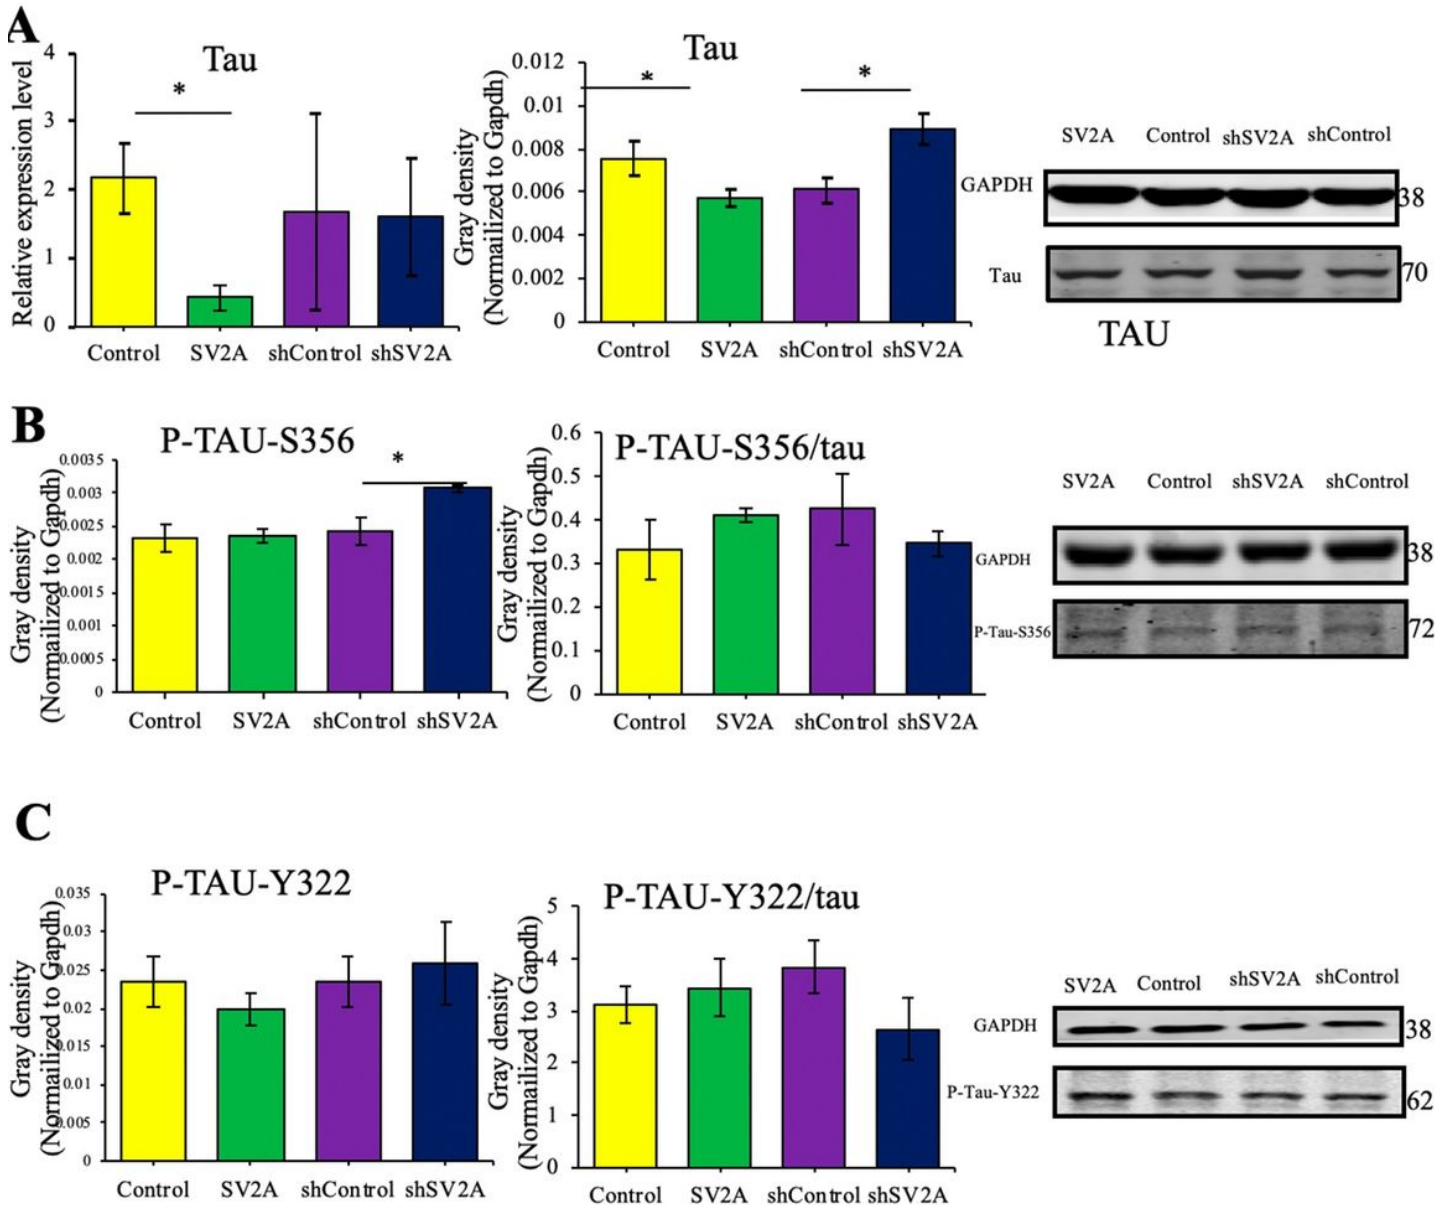 A
Tau
Relative expression level
4
3
2
1
0
*
Control SV2A shControl shSV2A
Tau
Gray density
(Normailized to Gapdh)
0.012
0.01
0.008
0.006
0.004
0.002
0
*
*
Control SV2A shControl shSV2A
SV2A Control shSV2A shControl
GAPDH
38
Tau
70
TAU
B
P-TAU-S356
Gray density
(Normailized to Gapdh)
0.0035
0.003
0.0025
0.002
0.0015
0.001
0.0005
0
*
Control SV2A shControl shSV2A
P-TAU-S356/tau
Gray density
(Normailized to Gapdh)
0.6
0.5
0.4
0.3
0.2
0.1
0
Control SV2A shControl shSV2A
SV2A Control shSV2A shControl
GAPDH
38
P-Tau-S356
72
C
P-TAU-Y322
Gray density
(Normailized to Gapdh)
0.035
0.03
0.025
0.02
0.015
0.01
0.005
0
Control SV2A shControl shSV2A
P-TAU-Y322/tau
Gray density
(Normailized to Gapdh)
5
4
3
2
1
0
Control SV2A shControl shSV2A
SV2A Control shSV2A shControl
GAPDH
38
P-Tau-Y322
62